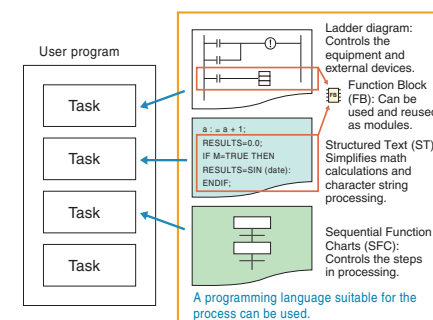 User program
Task
Task
Task
Task
Ladder diagram:
Controls the
equipment and
external devices.
FB
Function Block
(FB): Can be
used and reused
as modules.
a : = a + 1;
RESULTS=0.0;
IF M=TRUE THEN
RESULTS=SIN (date):
ENDIF;
Structured Text (ST)
Simplifies math
calculations and
character string
processing.
Sequential Function
Charts (SFC):
Controls the steps
in processing.
A programming language suitable for the
process can be used.